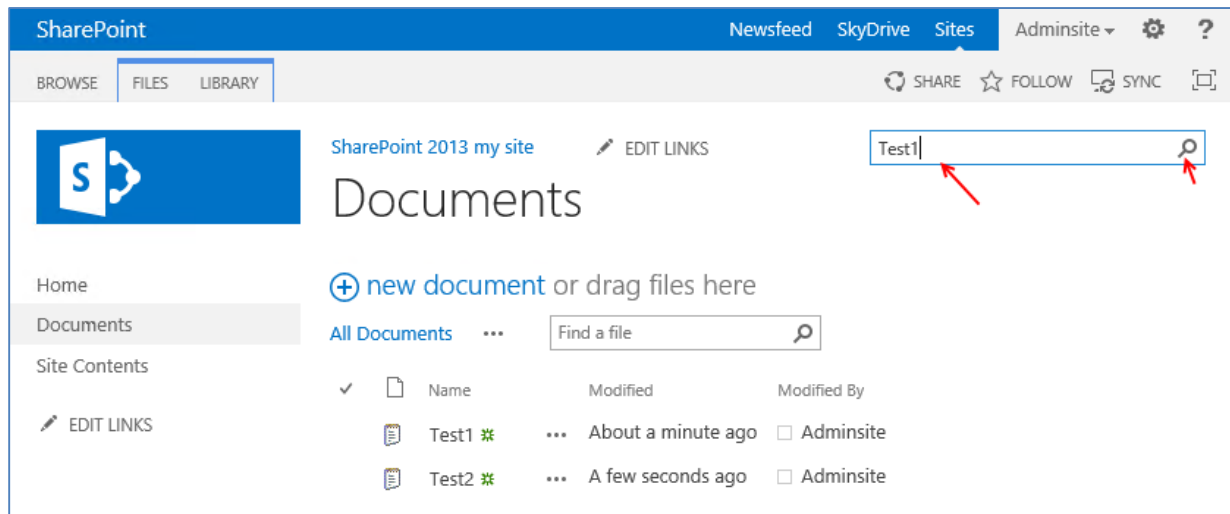 SharePoint Newsfeed SkyDrive Sites Adminsite ?
BROWSE FILES LIBRARY SHARE FOLLOW SYNC
S
SharePoint 2013 my site EDIT LINKS Test1
Documents
Home
Documents
Site Contents
EDIT LINKS
new document or drag files here
All Documents ••• Find a file
Name Modified Modified By
Test1 ••• About a minute ago Adminsite
Test2 ••• A few seconds ago Adminsite